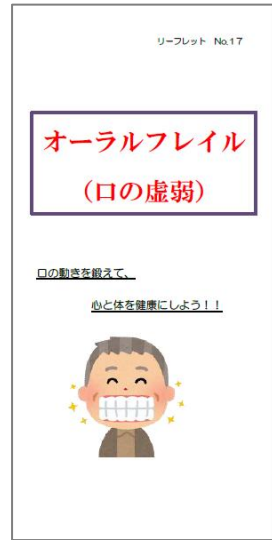 リーフレット No.17
オーラルフレイル
（口の虚弱）
口の動きを鍛えて、
心と体を健康にしよう！！